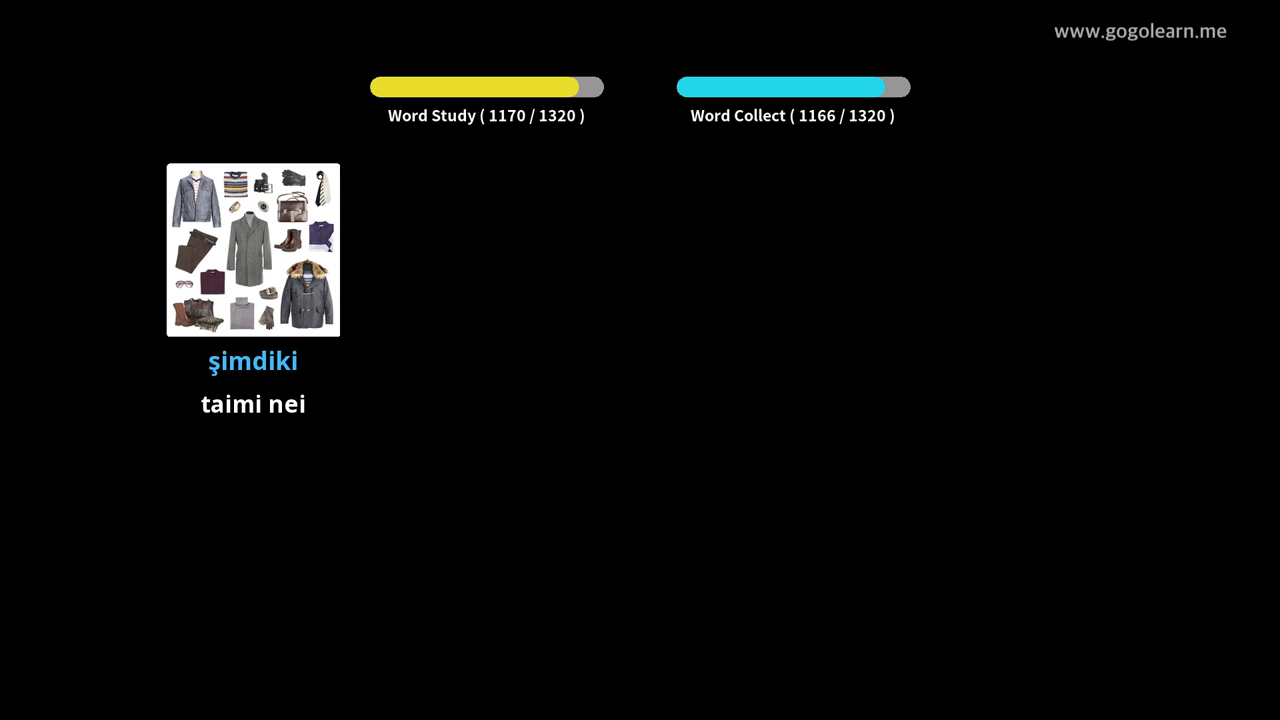 www.gogolearn.me
Word Study ( 1170 / 1320 )
Word Collect ( 1166 / 1320 )
şimdiki
taimi nei